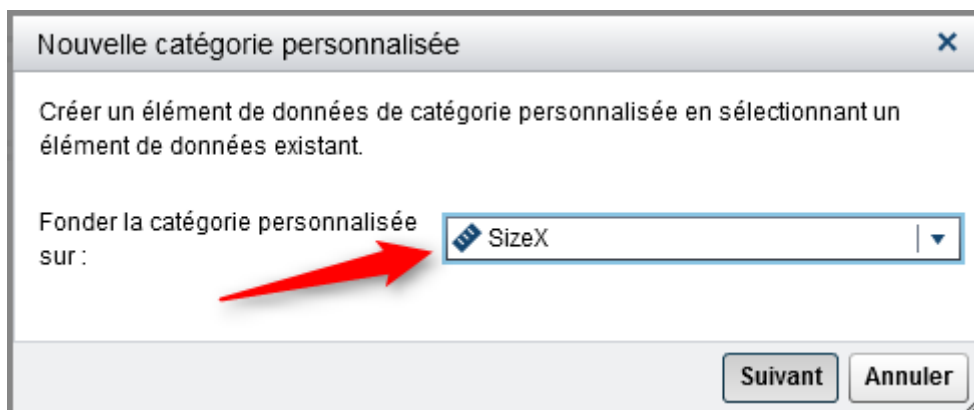 Nouvelle catégorie personnalisée
Créer un élément de données de catégorie personnalisée en sélectionnant un
élément de données existant.
Fonder la catégorie personnalisée
sur :
SizeX
Suivant
Annuler